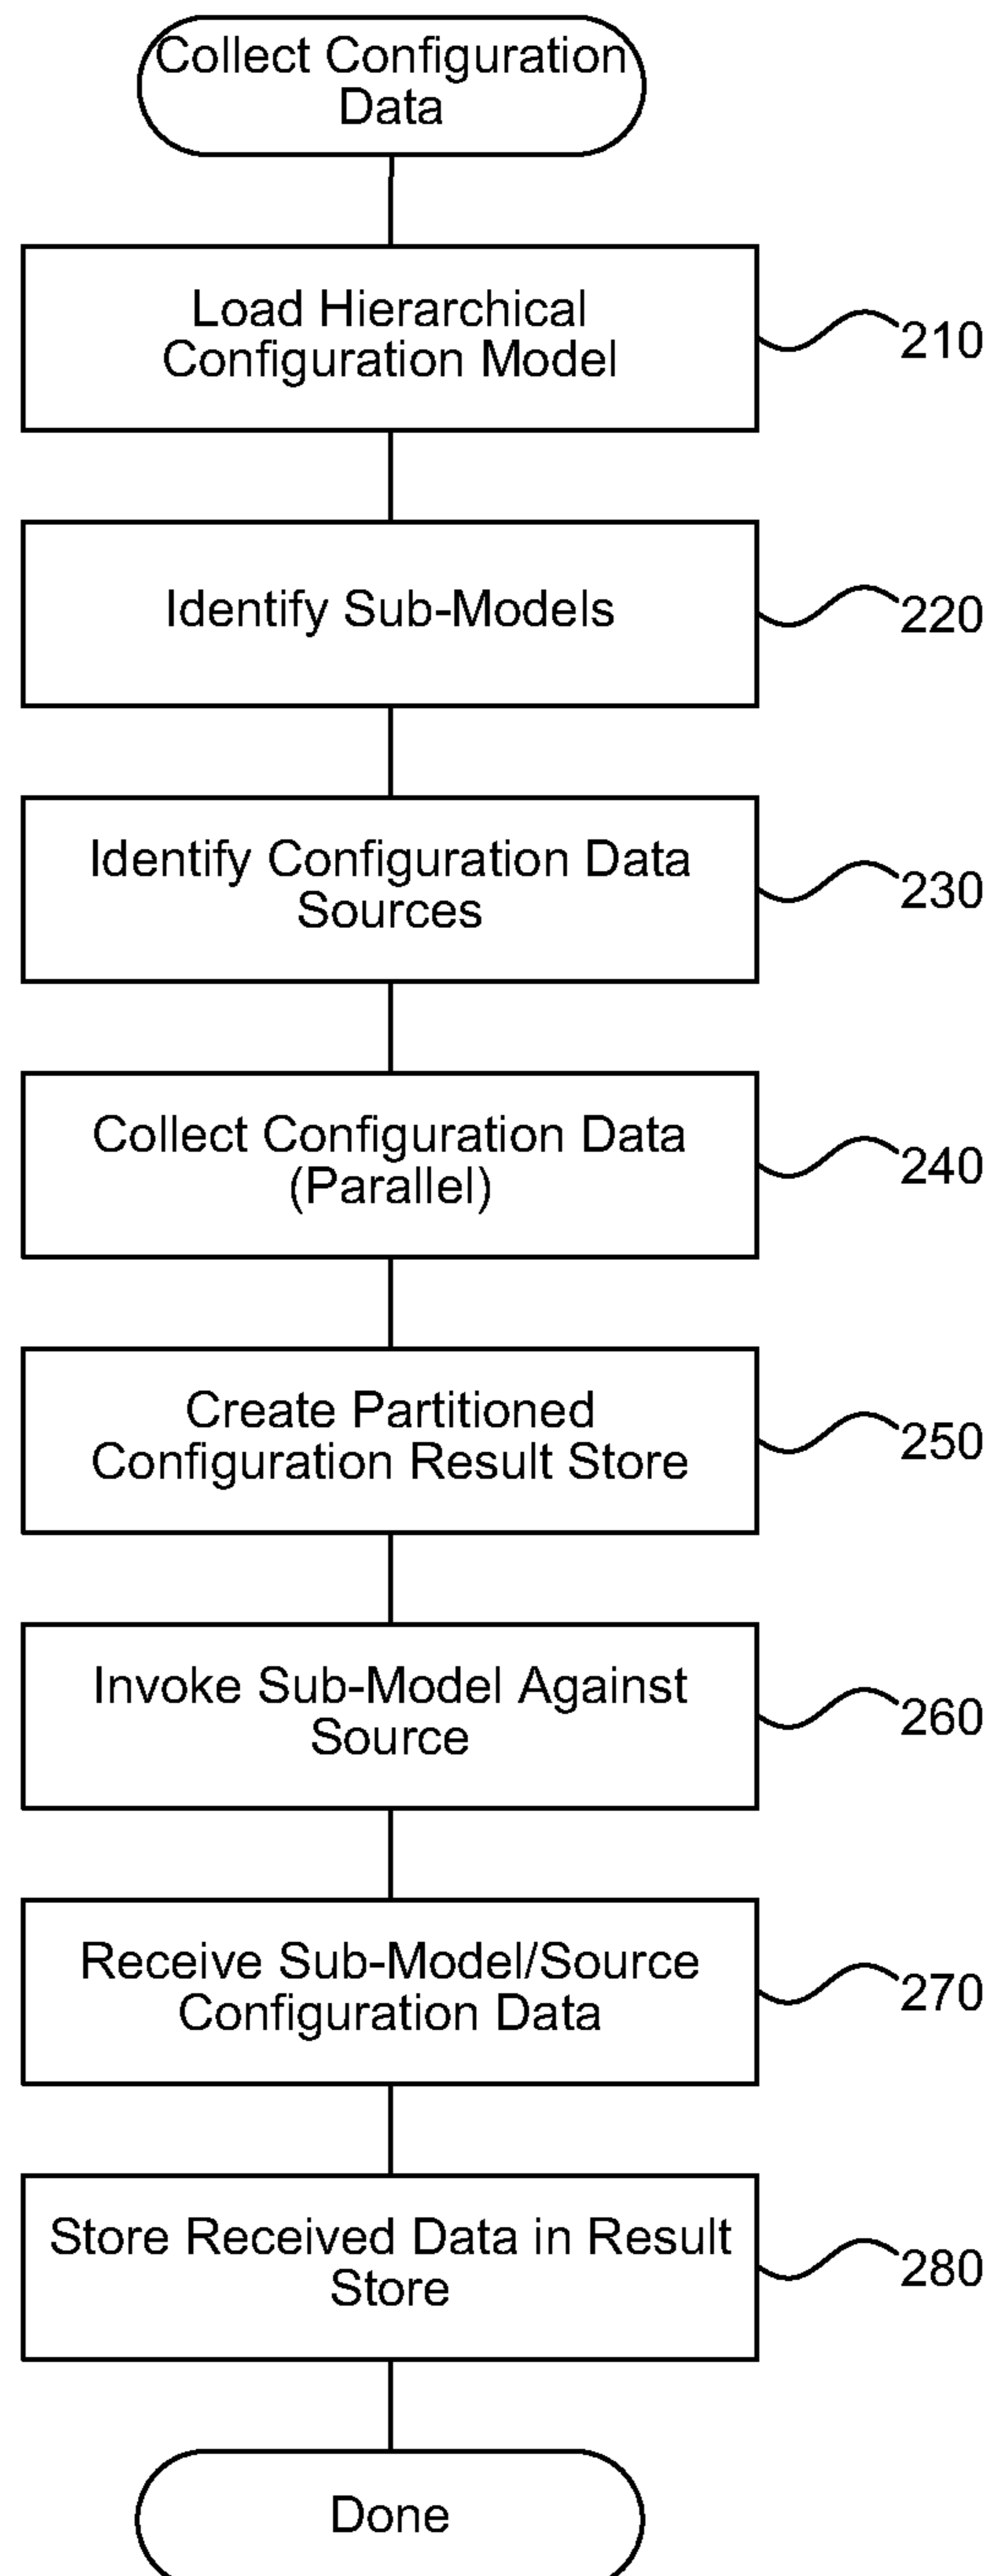 Collect Configuration
Data
Load Hierarchical
Configuration Model
210
Identify Sub-Models
220
Identify Configuration Data
Sources
230
Collect Configuration Data
(Parallel)
240
Create Partitioned
Configuration Result Store
250
Invoke Sub-Model Against
Source
260
Receive Sub-Model/Source
Configuration Data
270
Store Received Data in Result
Store
280
Done